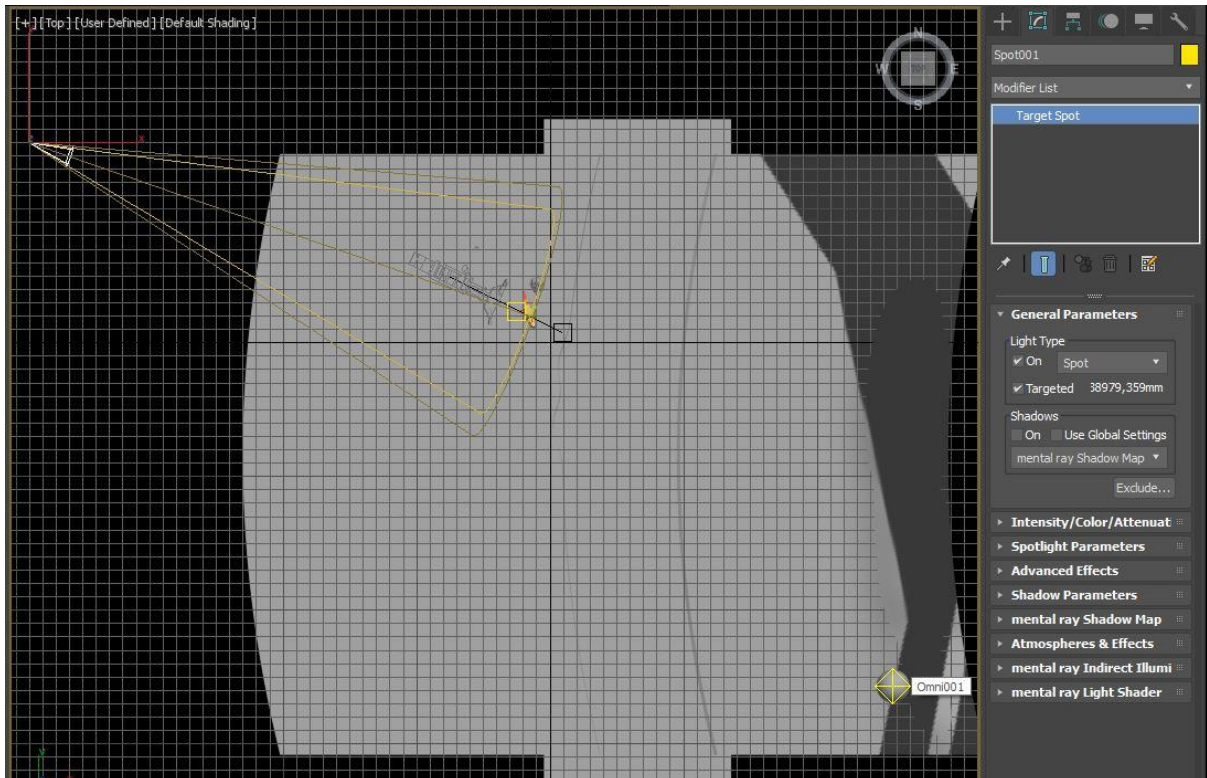 [+] [Top] [User Defined] [Default Shading]
N
W
E
S
x
y
Omni001
Spot001
Modifier List
Target Spot
General Parameters
Light Type
On
Spot
Targeted
38979,359mm
Shadows
On
Use Global Settings
mental ray Shadow Map
Exclude...
Intensity/Color/Attenuat
Spotlight Parameters
Advanced Effects
Shadow Parameters
mental ray Shadow Map
Atmospheres & Effects
mental ray Indirect Illumi
mental ray Light Shader